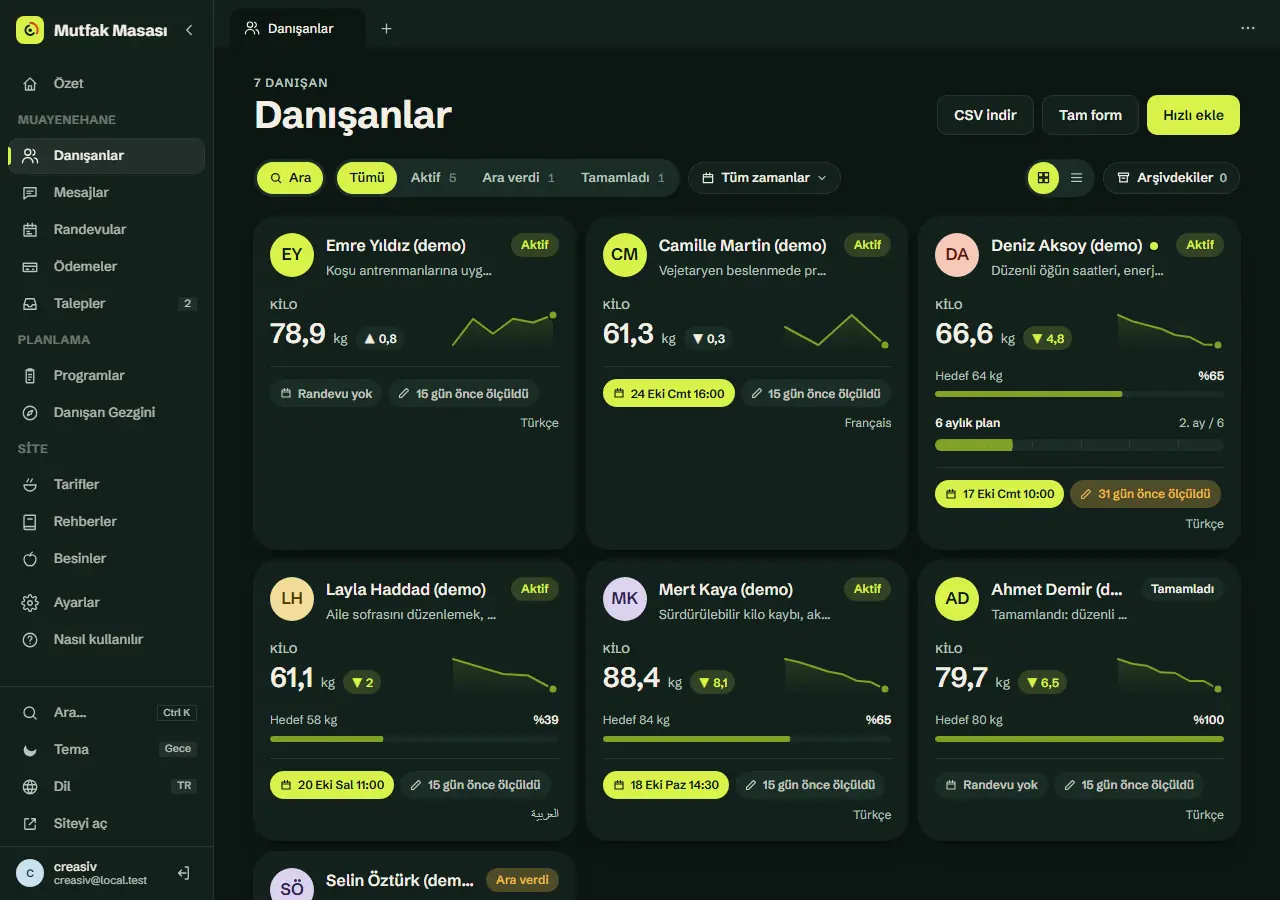 Mutfak Masası
Özet
MUAYENEHANE
Danışanlar
Mesajlar
Randevular
Ödemeler
Talepler 2
PLANLAMA
Programlar
Danışan Gezgini
SİTE
Tarifler
Rehberler
Besinler
Ayarlar
Nasıl kullanılır
Ara... Ctrl K
Tema Gece
Dil TR
Siteyi aç
C
creasiv
creasiv@local.test
Danışanlar
7 DANIŞAN
Danışanlar
CSV indir Tam form Hızlı ekle
Ara Tümü Aktif 5 Ara verdi 1 Tamamladı 1 Tüm zamanlar Arşivdekiler 0
EY Emre Yıldız (demo) Aktif
Koşu antrenmanlarına uyg...
KİLO
78,9 kg ▲ 0,8
Randevu yok 15 gün önce ölçüldü
Türkçe
CM Camille Martin (demo) Aktif
Vejetaryen beslenmede pr...
KİLO
61,3 kg ▼ 0,3
24 Eki Cmt 16:00 15 gün önce ölçüldü
Français
DA Deniz Aksoy (demo) Aktif
Düzenli öğün saatleri, enerj...
KİLO
66,6 kg ▼ 4,8
Hedef 64 kg %65
6 aylık plan 2. ay / 6
17 Eki Cmt 10:00 31 gün önce ölçüldü
Türkçe
LH Layla Haddad (demo) Aktif
Aile sofrasını düzenlemek, ...
KİLO
61,1 kg ▼ 2
Hedef 58 kg %39
20 Eki Sal 11:00 15 gün önce ölçüldü
العربية
MK Mert Kaya (demo) Aktif
Sürdürülebilir kilo kaybı, ak...
KİLO
88,4 kg ▼ 8,1
Hedef 84 kg %65
18 Eki Paz 14:30 15 gün önce ölçüldü
Türkçe
AD Ahmet Demir (d... Tamamladı
Tamamlandı: düzenli ...
KİLO
79,7 kg ▼ 6,5
Hedef 80 kg %100
Randevu yok 15 gün önce ölçüldü
Türkçe
SÖ Selin Öztürk (dem... Ara verdi